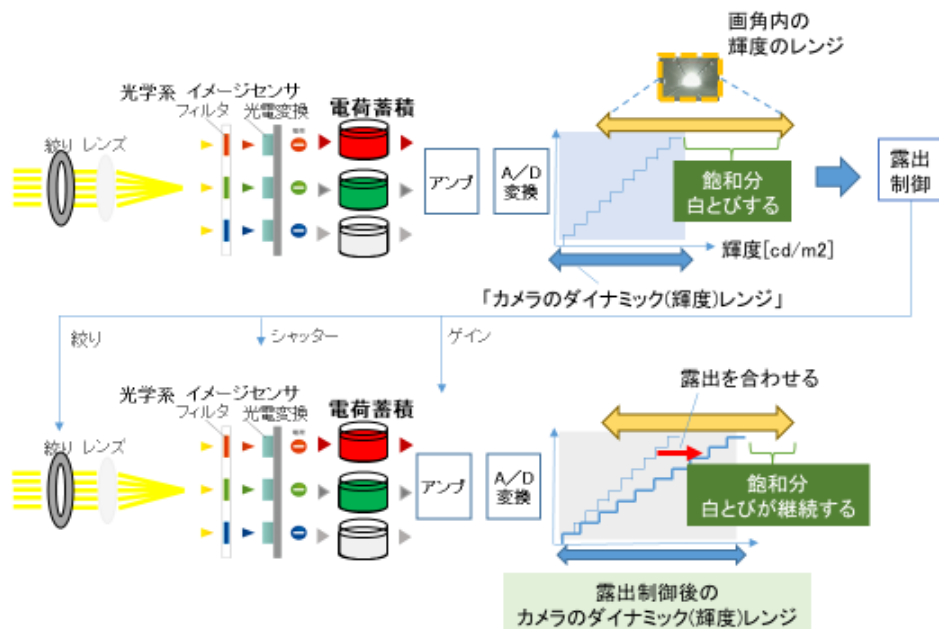 画角内の
輝度のレンジ
光学系 イメージセンサ
フィルタ 光電変換
電荷蓄積
絞り レンズ
アンプ
A/D
変換
飽和分
白とびする
露出
制御
輝度[cd/m2]
「カメラのダイナミック(輝度)レンジ」
絞り
シャッター
ゲイン
露出を合わせる
光学系 イメージセンサ
フィルタ 光電変換
電荷蓄積
絞り レンズ
アンプ
A/D
変換
飽和分
白とびが継続する
露出制御後の
カメラのダイナミック(輝度)レンジ